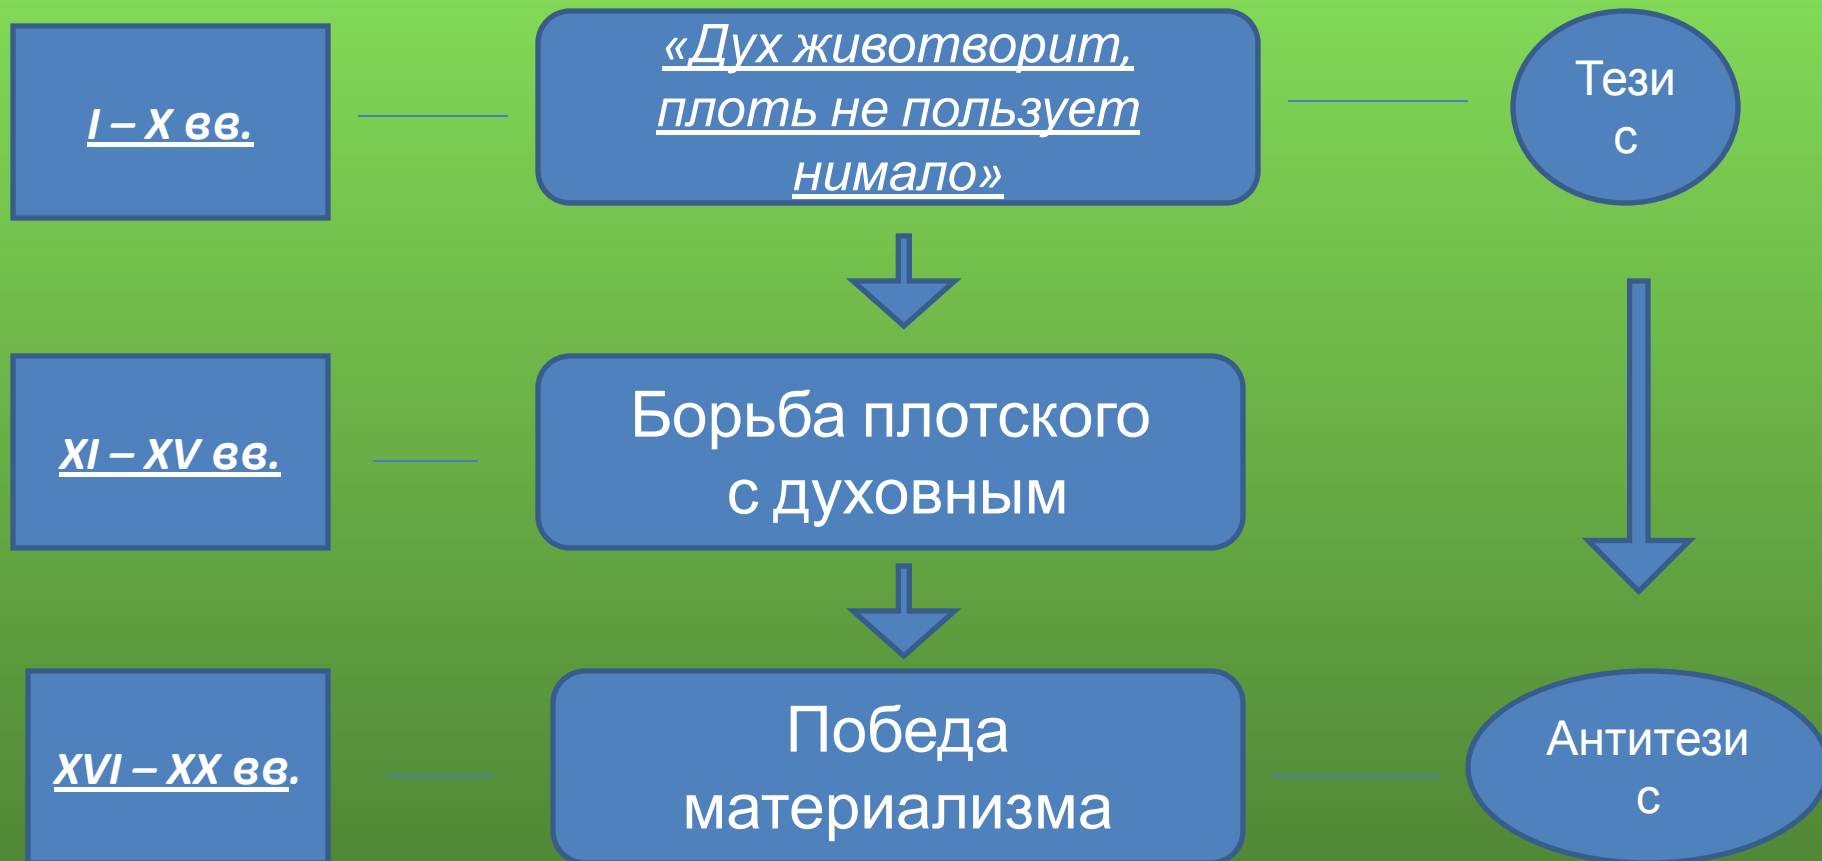 I – X вв.
«Дух животворит,
плоть не пользует
нимало»
Тези
с
XI – XV вв.
Борьба плотского
с духовным
XVI – XX вв.
Победа
материализма
Антитези
с